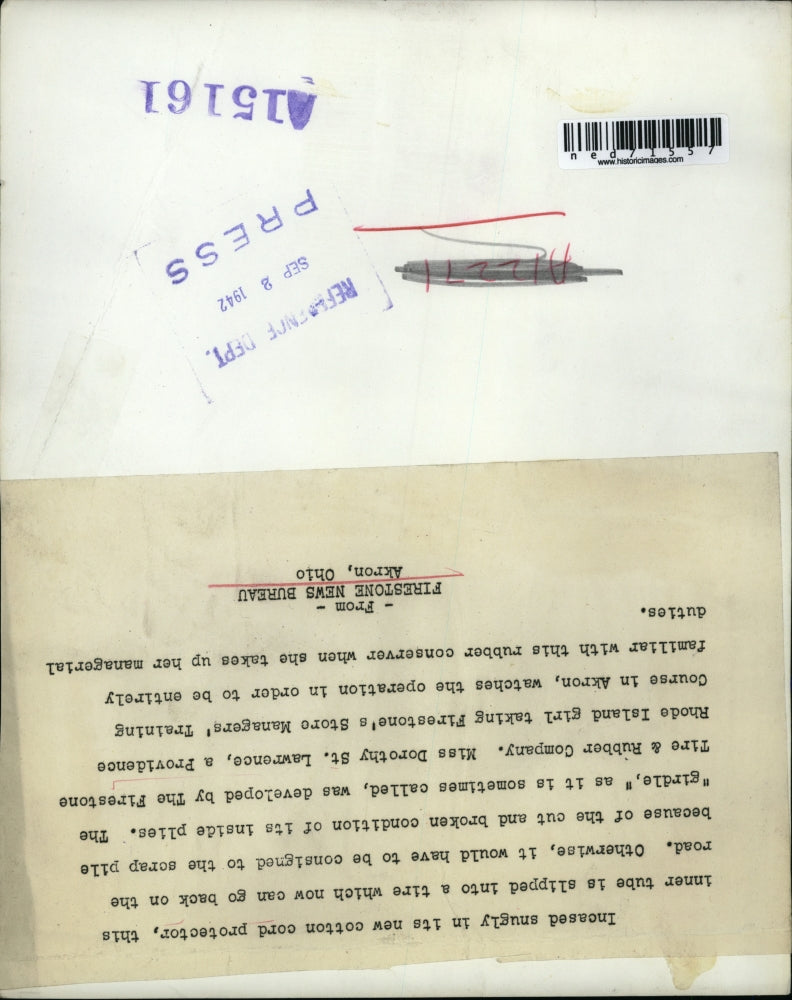 Incased snugly in its new cotton cord protector, this
inner tube is slipped into a tire which now can go back on the
road. Otherwise, it would have to be consigned to the scrap pile
because of the cut and broken condition of its inside plies. The
"girdle," as it is sometimes called, was developed by The Firestone
Tire & Rubber Company. Miss Dorothy St. Lawrence, a Providence
Rhode Island girl taking Firestone's Store Managers' Training
Course in Akron, watches the operation in order to be entirely
familiar with this rubber conserver when she takes up her managerial
duties.
- From -
FIRESTONE NEWS BUREAU
Akron, Ohio
REFERENCE DEPT.
SEP 2 1942
PRESS
A12271
A15161
ned71557
www.historicimages.com